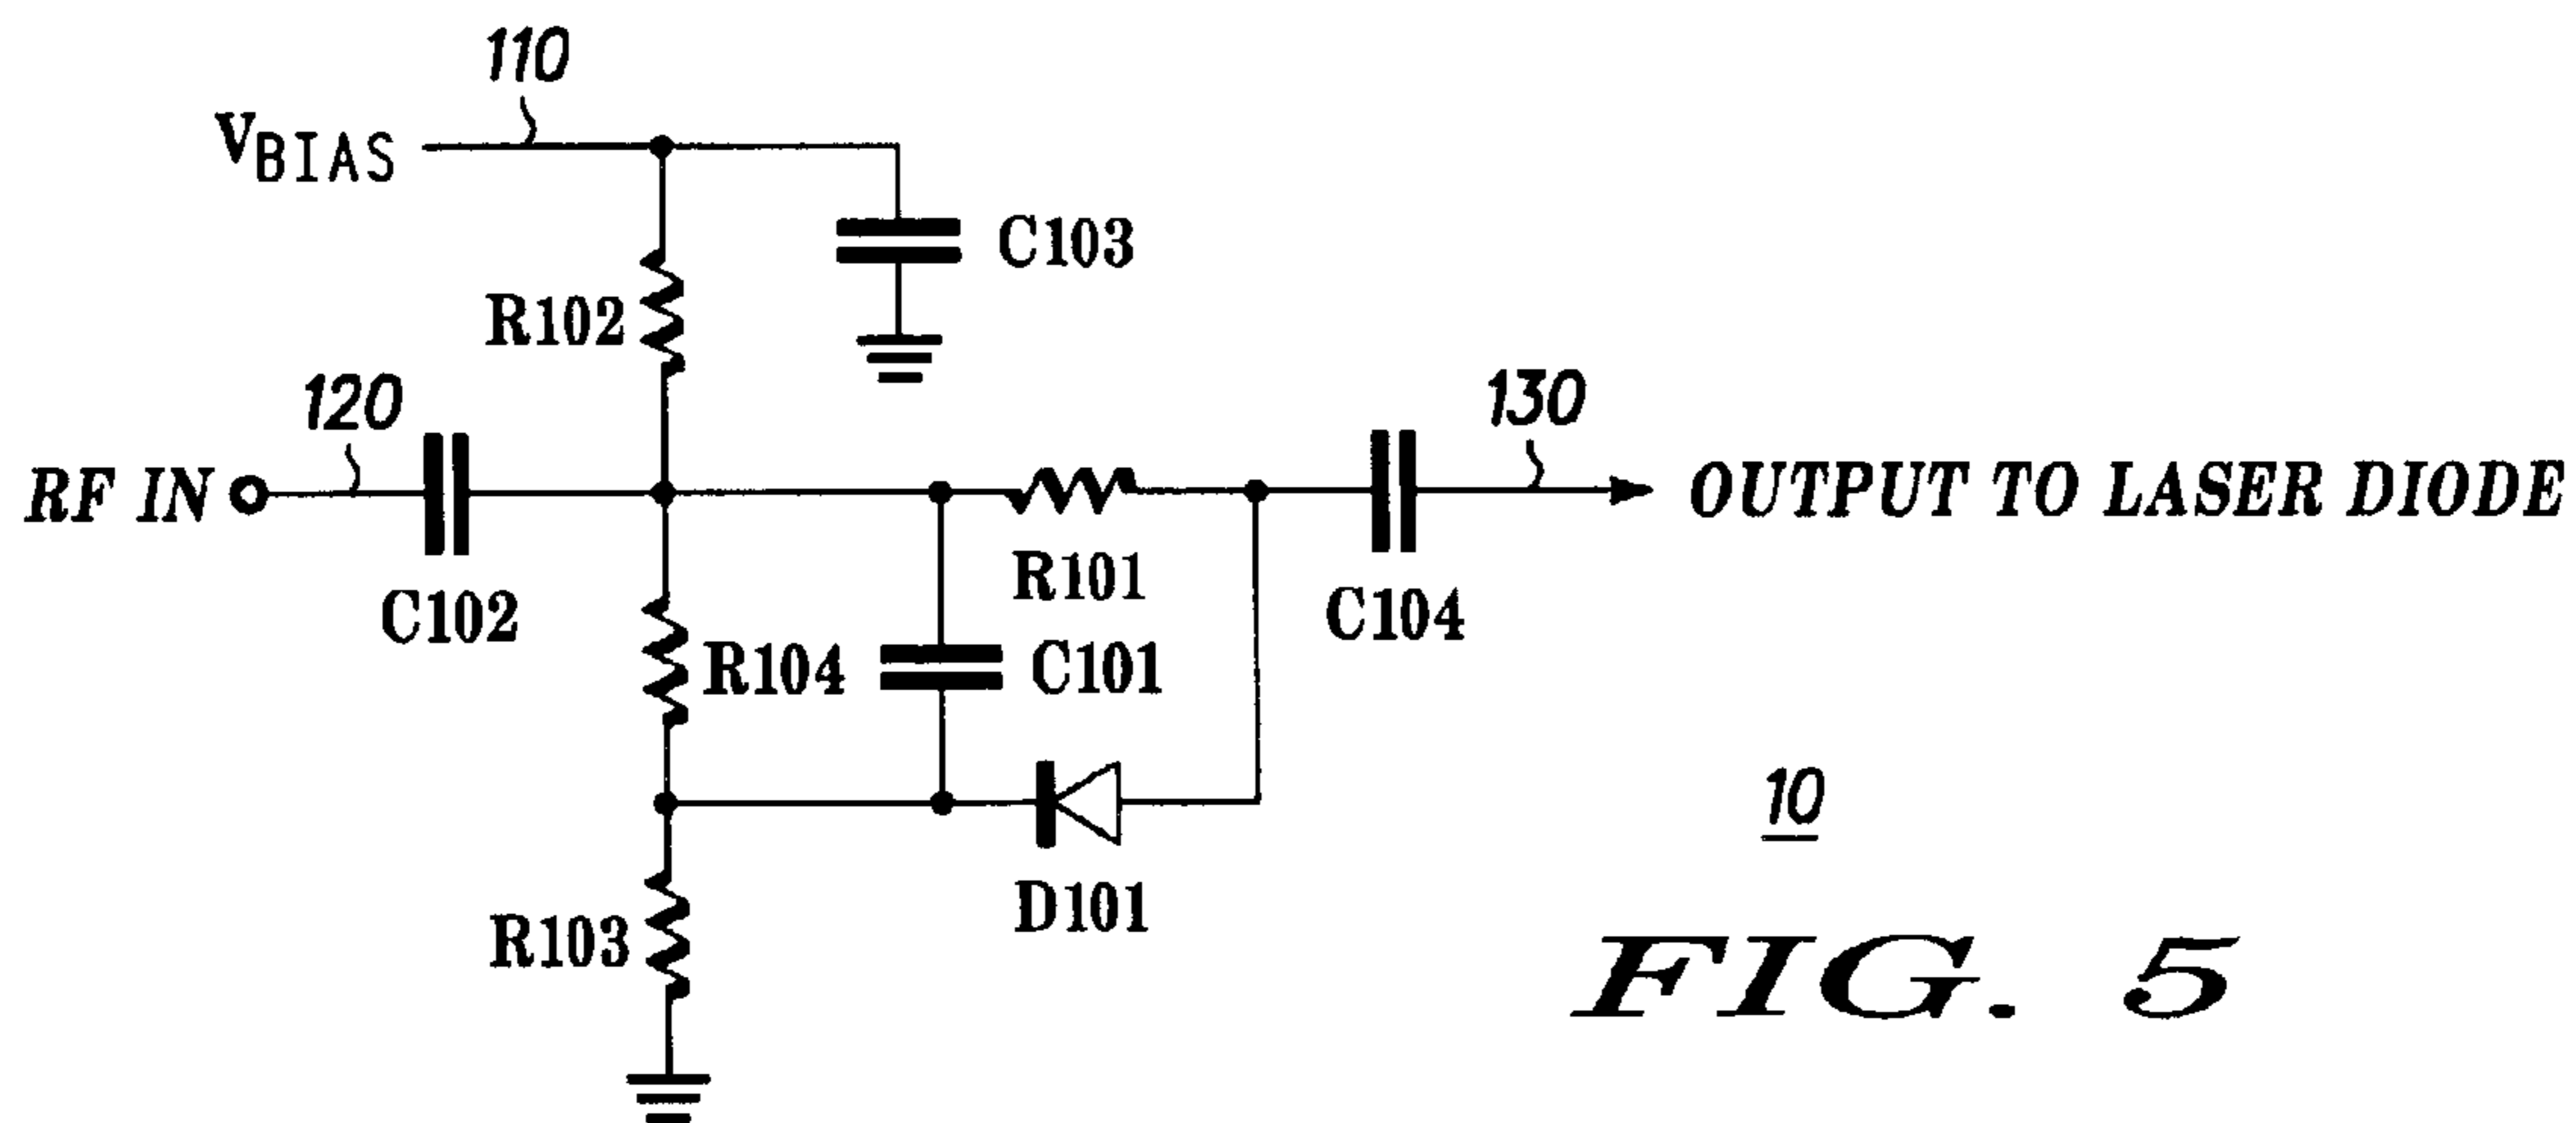 110
VBIAS
C103
R102
120
130
RF IN
OUTPUT TO LASER DIODE
R101
C102
C104
R104
C101
10
D101
R103
FIG. 5